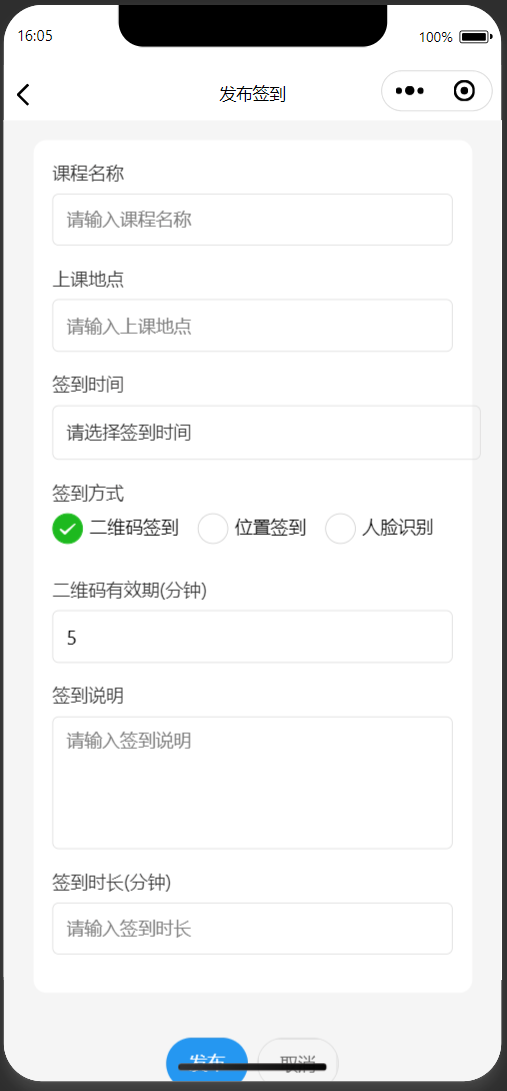 16:05
100%
发布签到
课程名称
请输入课程名称
上课地点
请输入上课地点
签到时间
请选择签到时间
签到方式
二维码签到 位置签到 人脸识别
二维码有效期(分钟)
5
签到说明
请输入签到说明
签到时长(分钟)
请输入签到时长
发布 取消